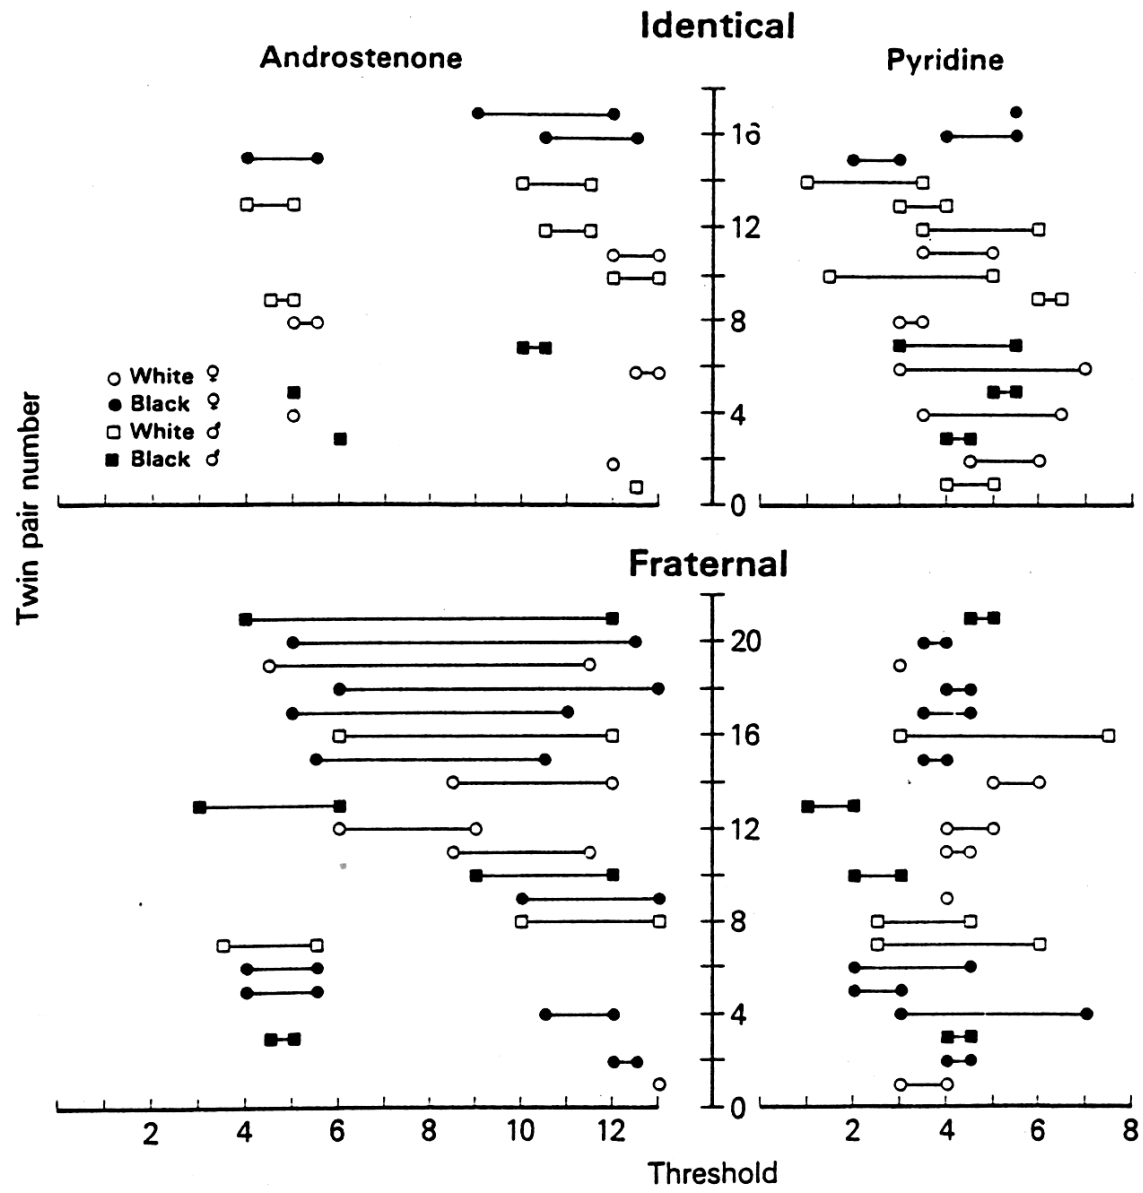 Identical
Androstenone
Pyridine
16
12
8
4
0
White ♀
Black ♀
White ♂
Black ♂
Twin pair number
Fraternal
20
16
12
8
4
0
2 4 6 8 10 12
2 4 6 8
Threshold